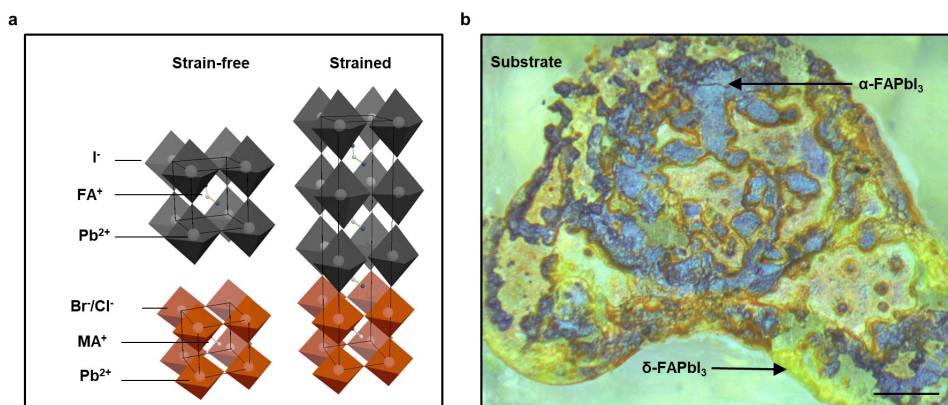 a
Strain-free
Strained
I⁻
FA⁺
Pb²⁺
Br⁻/Cl⁻
MA⁺
Pb²⁺
b
Substrate
α-FAPbI₃
δ-FAPbI₃